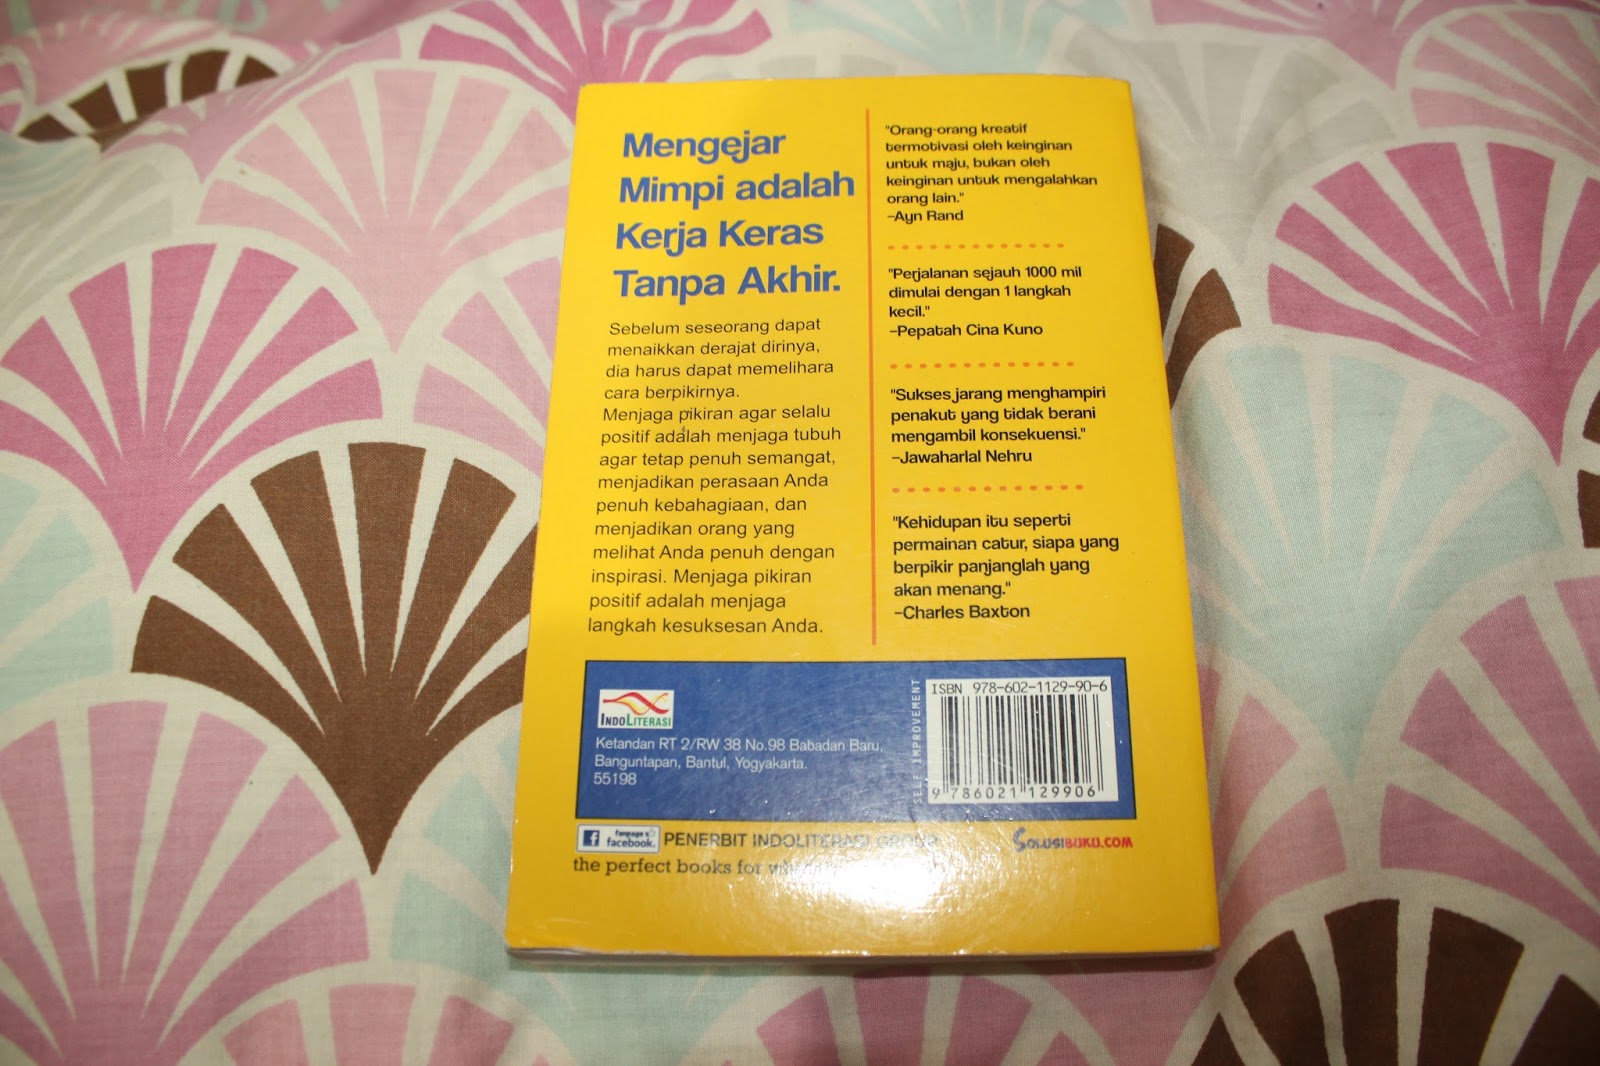 Mengejar
Mimpi adalah
Kerja Keras
Tanpa Akhir.
Sebelum seseorang dapat
menaikkan derajat dirinya,
dia harus dapat memelihara
cara berpikirnya.
Menjaga pikiran agar selalu
positif adalah menjaga tubuh
agar tetap penuh semangat,
menjadikan perasaan Anda
penuh kebahagiaan, dan
menjadikan orang yang
melihat Anda penuh dengan
inspirasi. Menjaga pikiran
positif adalah menjaga
langkah kesuksesan Anda.
"Orang-orang kreatif
termotivasi oleh keinginan
untuk maju, bukan oleh
keinginan untuk mengalahkan
orang lain."
–Ayn Rand
"Perjalanan sejauh 1000 mil
dimulai dengan 1 langkah
kecil."
–Pepatah Cina Kuno
"Sukses jarang menghampiri
penakut yang tidak berani
mengambil konsekuensi."
–Jawaharlal Nehru
"Kehidupan itu seperti
permainan catur, siapa yang
berpikir panjanglah yang
akan menang."
–Charles Baxton
INDOLITERASI
Ketandan RT 2/RW 38 No.98 Babadan Baru,
Banguntapan, Bantul, Yogyakarta.
55198
SELF IMPROVEMENT
ISBN 978-602-1129-90-6
9 786021 129906
f fanpage's facebook. PENERBIT INDOLITERASI GROUP
SOLUSIBUKU.COM
the perfect books for